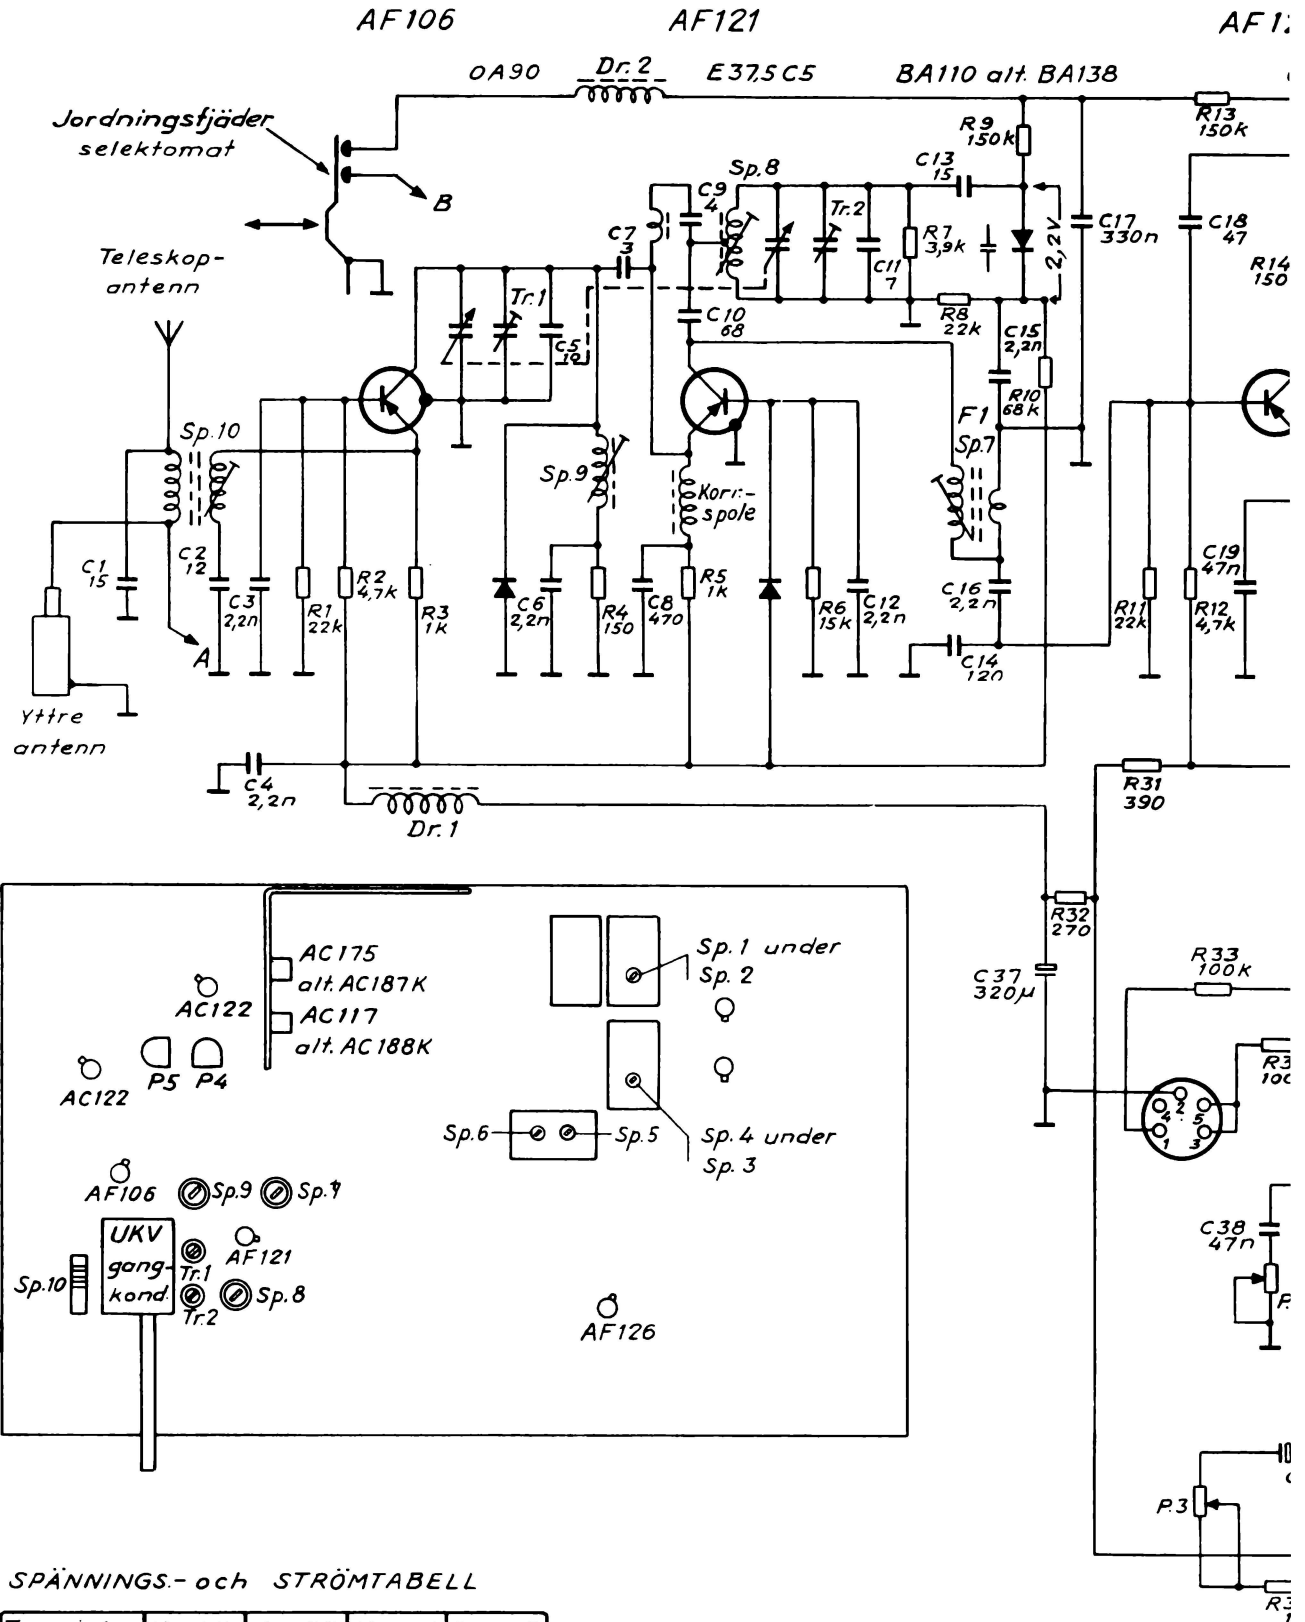 AF106
AF121
OA90
Dr. 2
E37,5 C5
BA110 alt. BA138
Jordningsfjäder
selektomat
B
R9
150k
R13
150k
C13
15
Sp.8
C9
4
C7
3
Tr.2
R7
3,9k
2,2V
C17
330n
C18
47
Teleskop-
antenn
Tr.1
C11
7
R14
150
C5
C10
68
R8
22k
C15
2,2n
R10
68k
F1
Sp.7
Sp.10
Sp.9
Korr.-
spole
C1
15
C2
12
C3
2,2n
R1
22k
R2
4,7k
R3
1k
C6
2,2n
R4
150
C8
470
R5
1k
R6
15k
C12
2,2n
C16
2,2n
R11
22k
R12
4,7k
C19
47n
A
C14
120
Yttre
antenn
C4
2,2n
R31
390
Dr.1
R32
270
AC175
alt. AC187K
AC122
AC117
alt. AC188K
Sp. 1 under
Sp. 2
C37
320µ
R33
100k
P5
P4
AC122
Sp.6
Sp.5
Sp. 4 under
Sp. 3
2
4
5
1
3
AF106
Sp.9
Sp.7
UKV
gang-
kond.
Tr.1
AF121
Sp.10
Tr.2
Sp.8
AF126
C38
47n
P.3
SPÄNNINGS.- och STRÖMTABELL